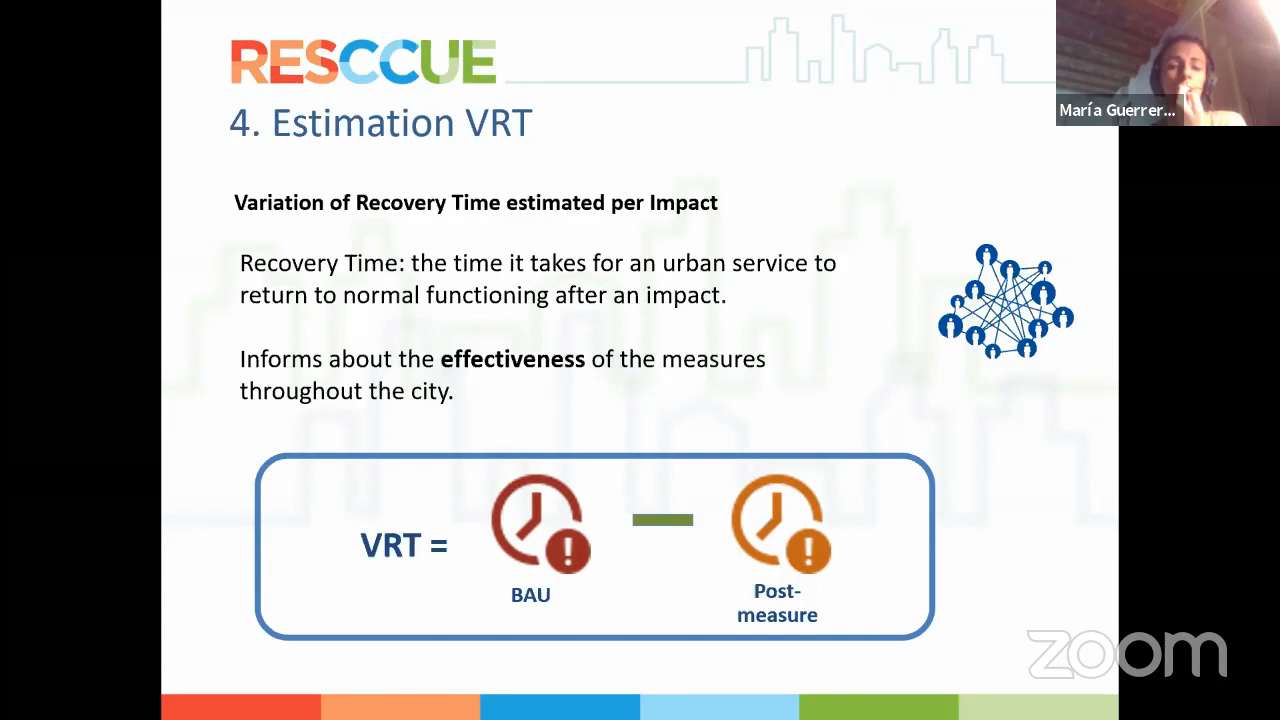 RESCCUE
María Guerrer...
4. Estimation VRT
Variation of Recovery Time estimated per Impact
Recovery Time: the time it takes for an urban service to
return to normal functioning after an impact.
Informs about the effectiveness of the measures
throughout the city.
VRT =
!
!
BAU
Post-
measure
zoom